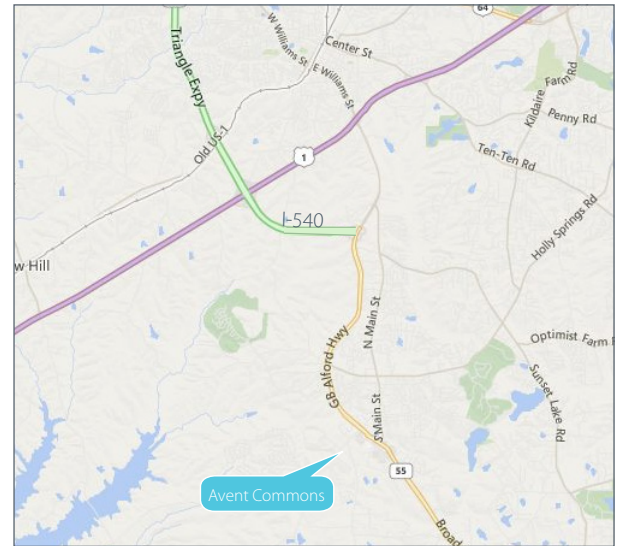 64
Triangle Expy
W Williams St
Center St
E Williams St
Kildaire Farm Rd
Penny Rd
Old US-1
1
Ten-Ten Rd
I-540
Holly Springs Rd
w Hill
N Main St
GB Alford Hwy
Optimist Farm R
Sunset Lake Rd
S Main St
55
Avent Commons
Broad